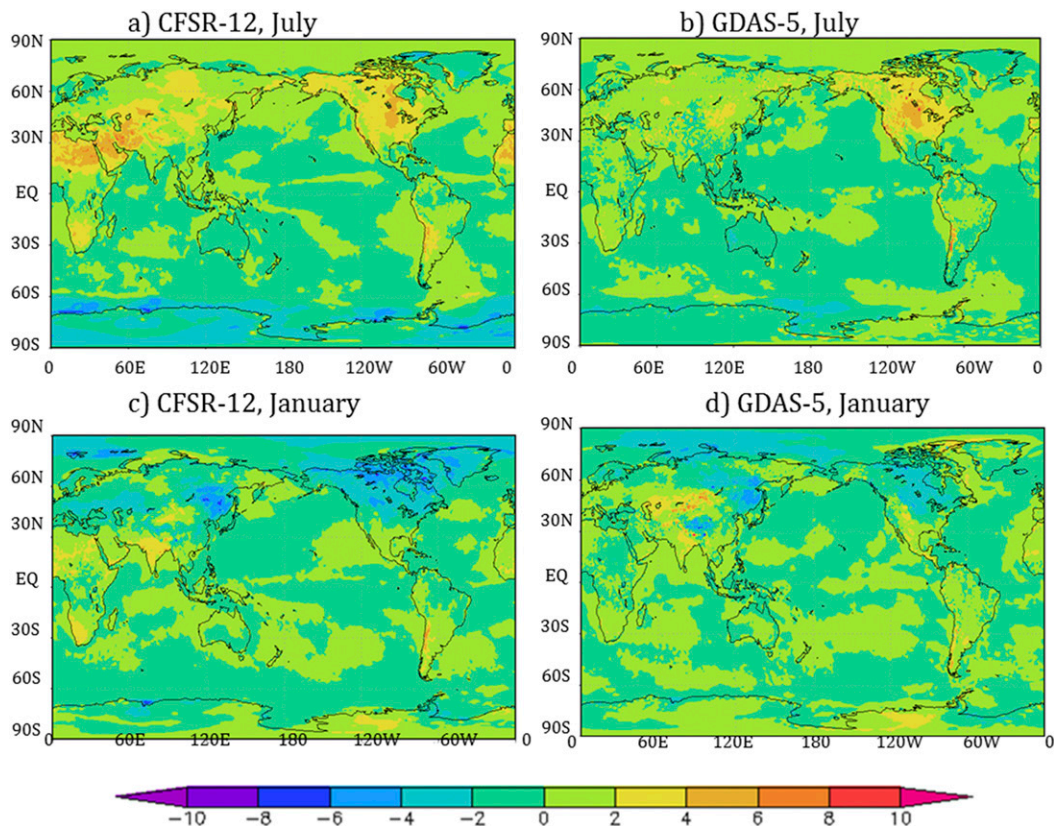 a) CFSR-12, July
b) GDAS-5, July
90N
60N
30N
EQ
30S
60S
90S
0 60E 120E 180 120W 60W 0
90N
60N
30N
EQ
30S
60S
90S
0 60E 120E 180 120W 60W 0
c) CFSR-12, January
d) GDAS-5, January
90N
60N
30N
EQ
30S
60S
90S
0 60E 120E 180 120W 60W 0
90N
60N
30N
EQ
30S
60S
90S
0 60E 120E 180 120W 60W 0
−10 −8 −6 −4 −2 0 2 4 6 8 10